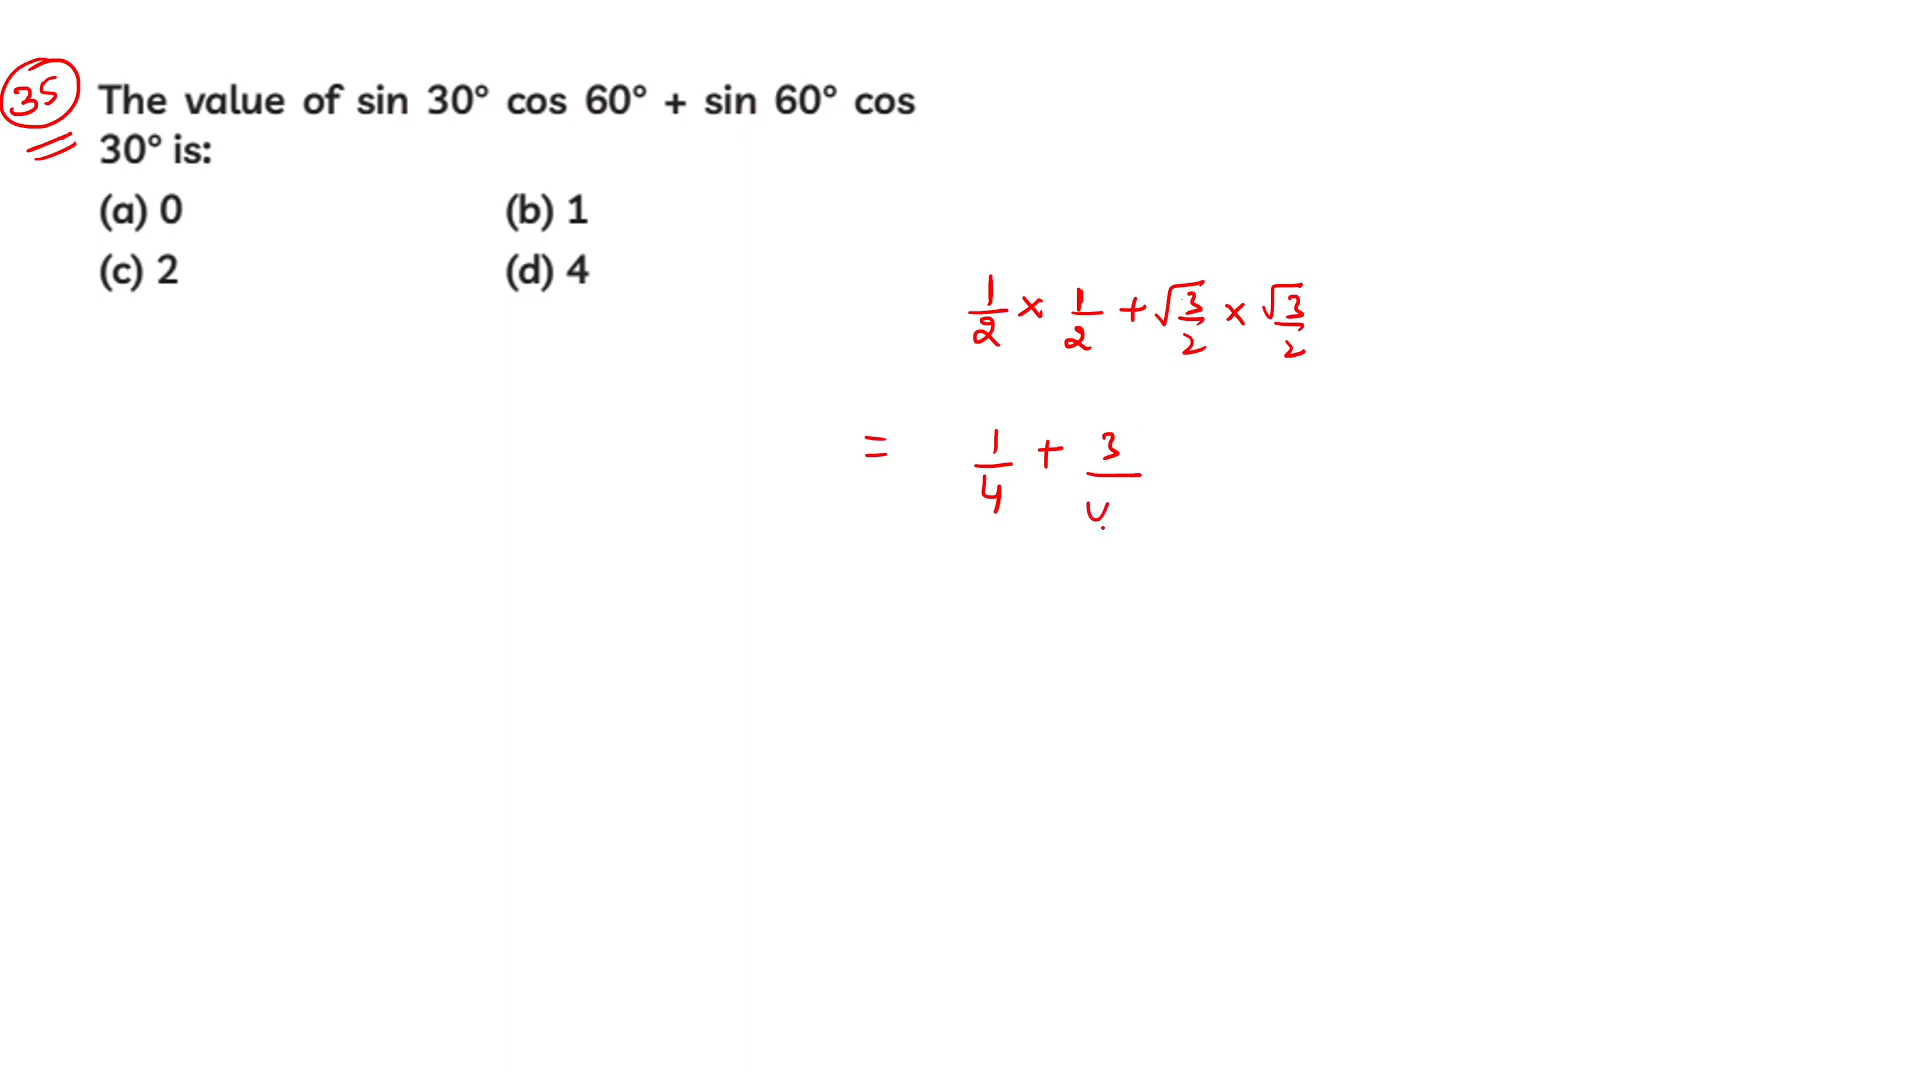 35
The value of sin 30° cos 60° + sin 60° cos
30° is:
(a) 0 (b) 1
(c) 2 (d) 4
1/2 × 1/2 + √3/2 × √3/2
= 1/4 + 3/